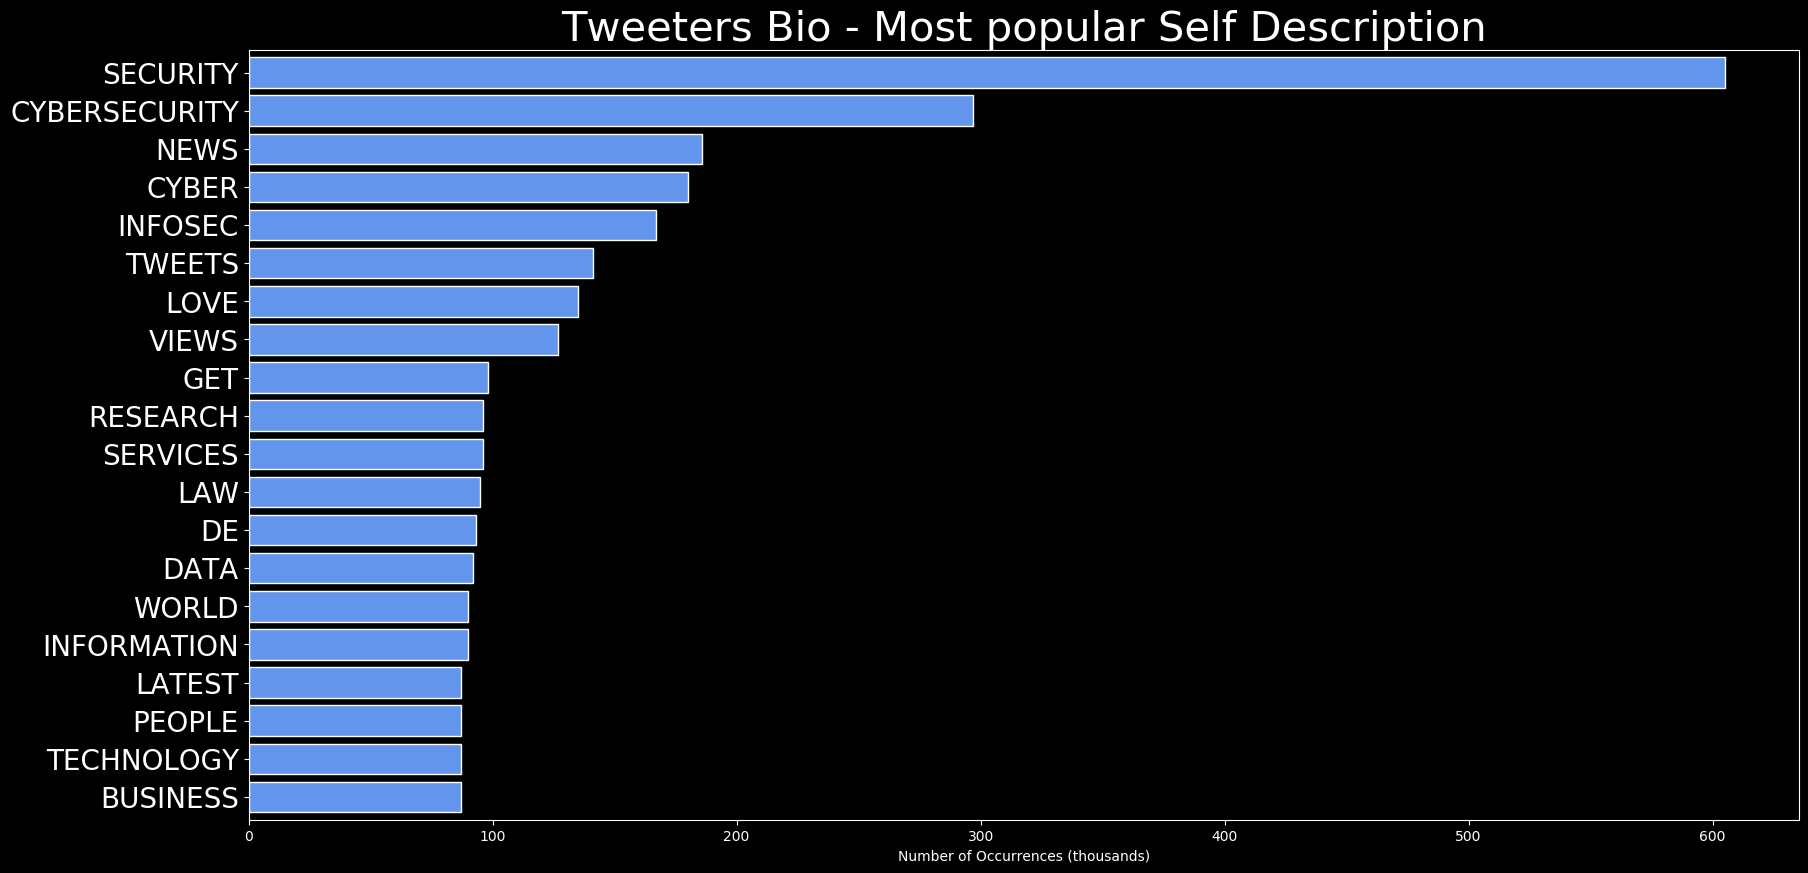 Tweeters Bio - Most popular Self Description
SECURITY
CYBERSECURITY
NEWS
CYBER
INFOSEC
TWEETS
LOVE
VIEWS
GET
RESEARCH
SERVICES
LAW
DE
DATA
WORLD
INFORMATION
LATEST
PEOPLE
TECHNOLOGY
BUSINESS
0 100 200 300 400 500 600
Number of Occurrences (thousands)